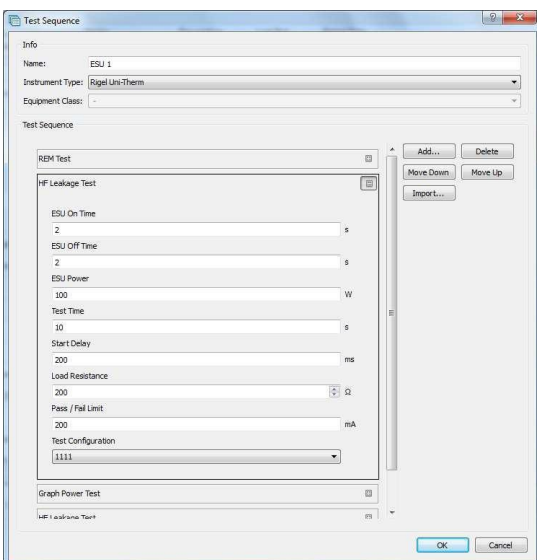 Test Sequence
Info
Name: ESU 1
Instrument Type: Rigel Uni-Therm
Equipment Class: -
Test Sequence
REM Test
Add... Delete
HF Leakage Test
Move Down Move Up
Import...
ESU On Time
2 s
ESU Off Time
2 s
ESU Power
100 W
Test Time
10 s
Start Delay
200 ms
Load Resistance
200 Ω
Pass / Fail Limit
200 mA
Test Configuration
1111
Graph Power Test
HF Leakage Test
OK Cancel